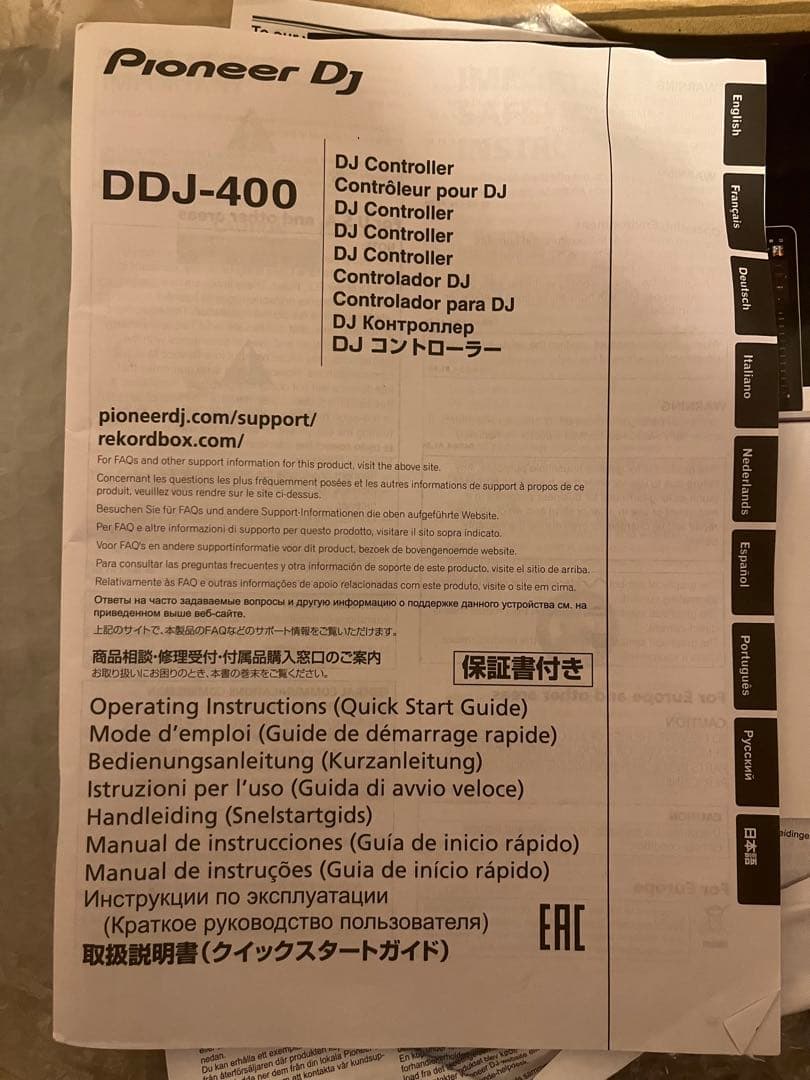 Pioneer Dj
DDJ-400
DJ Controller
Contrôleur pour DJ
DJ Controller
DJ Controller
DJ Controller
Controlador DJ
Controlador para DJ
DJ Контроллер
DJ コントローラー
pioneerdj.com/support/
rekordbox.com/
For FAQs and other support information for this product, visit the above site.
Concernant les questions les plus fréquemment posées et les autres informations de support à propos de ce
produit, veuillez vous rendre sur le site ci-dessus.
Besuchen Sie für FAQs und andere Support-Informationen die oben aufgeführte Website.
Per FAQ e altre informazioni di supporto per questo prodotto, visitare il sito sopra indicato.
Voor FAQ's en andere supportinformatie voor dit product, bezoek de bovengenoemde website.
Para consultar las preguntas frecuentes y otra información de soporte de este producto, visite el sitio de arriba.
Relativamente às FAQ e outras informações de apoio relacionadas com este produto, visite o site em cima.
Ответы на часто задаваемые вопросы и другую информацию о поддержке данного устройства см. на
приведенном выше веб-сайте.
上記のサイトで、本製品のFAQなどのサポート情報をご覧いただけます。
商品相談・修理受付・付属品購入窓口のご案内
お取り扱いにお困りのとき、本書の巻末をご覧ください。
保証書付き
Operating Instructions (Quick Start Guide)
Mode d'emploi (Guide de démarrage rapide)
Bedienungsanleitung (Kurzanleitung)
Istruzioni per l'uso (Guida di avvio veloce)
Handleiding (Snelstartgids)
Manual de instrucciones (Guía de inicio rápido)
Manual de instruções (Guia de início rápido)
Инструкции по эксплуатации
(Краткое руководство пользователя)
取扱説明書（クイックスタートガイド）
EAC
English
Français
Deutsch
Italiano
Nederlands
Español
Português
Русский
日本語
nedan.
Du kan erhålla ett exempl
från återförsäljaren där produkten